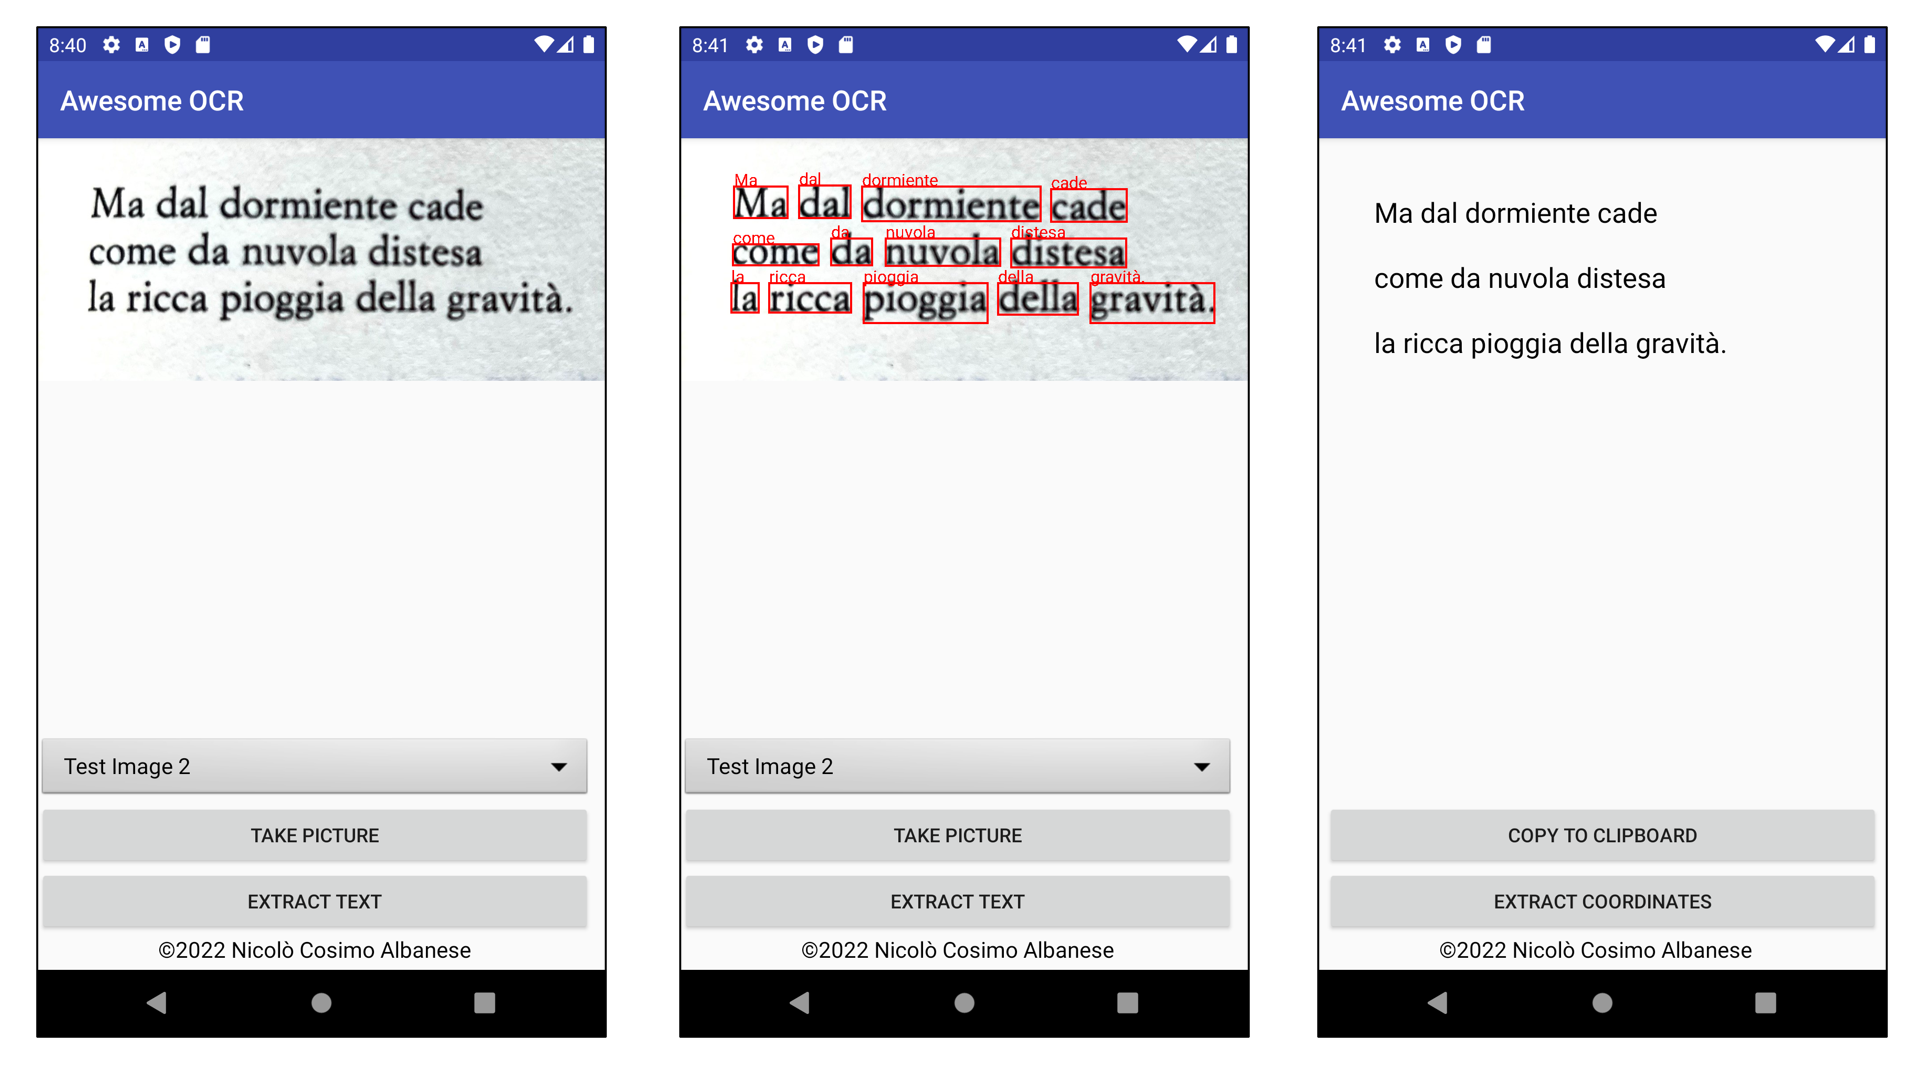 8:40
Awesome OCR
Ma dal dormiente cade
come da nuvola distesa
la ricca pioggia della gravità.
Test Image 2
TAKE PICTURE
EXTRACT TEXT
©2022 Nicolò Cosimo Albanese
8:41
Awesome OCR
Ma dal dormiente cade
Ma dal dormiente cade
come da nuvola distesa
come da nuvola distesa
la ricca pioggia della gravità.
la ricca pioggia della gravità.
Test Image 2
TAKE PICTURE
EXTRACT TEXT
©2022 Nicolò Cosimo Albanese
8:41
Awesome OCR
Ma dal dormiente cade
come da nuvola distesa
la ricca pioggia della gravità.
COPY TO CLIPBOARD
EXTRACT COORDINATES
©2022 Nicolò Cosimo Albanese